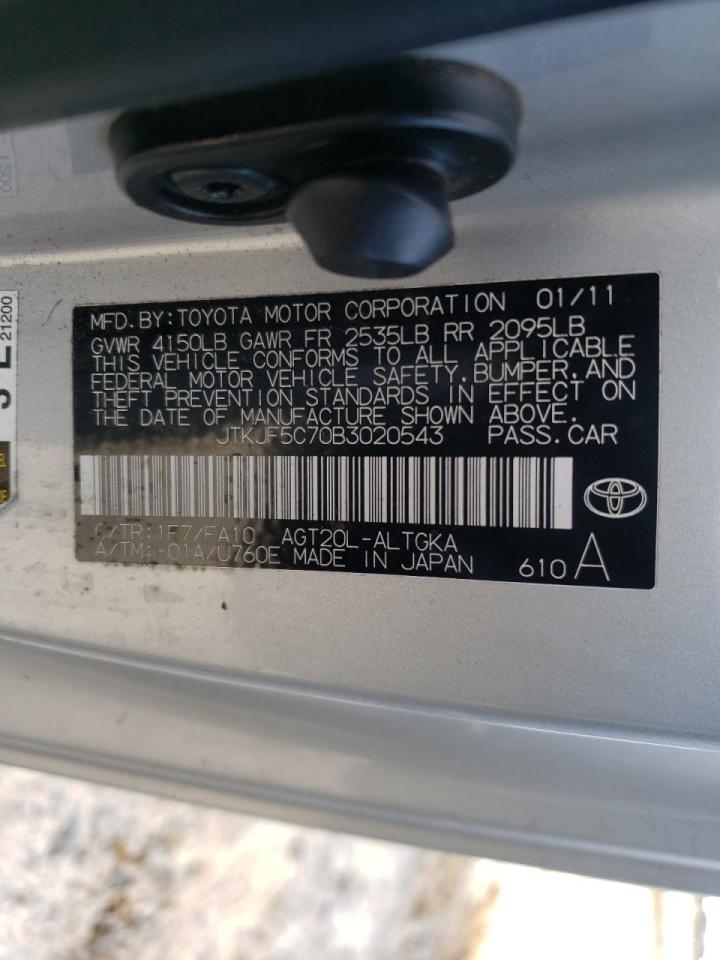 MFD.BY:TOYOTA MOTOR CORPORATION 01/11
GVWR 4150LB GAWR FR 2535LB RR 2095LB
THIS VEHICLE CONFORMS TO ALL APPLICABLE
FEDERAL MOTOR VEHICLE SAFETY,BUMPER,AND
THEFT PREVENTION STANDARDS IN EFFECT ON
THE DATE OF MANUFACTURE SHOWN ABOVE.
JTKJF5C70B3020543 PASS.CAR
C/TR:1F7/FA10 AGT20L-ALTGKA
A/TM:-01A/U760E MADE IN JAPAN
610 A
21200